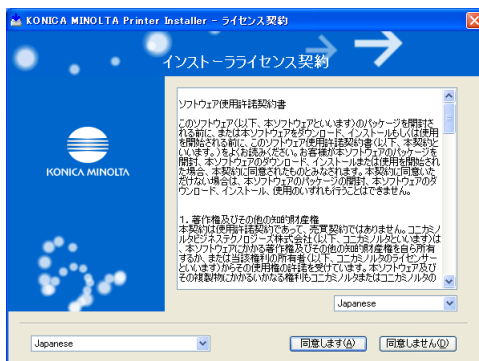 KONICA MINOLTA Printer Installer - ライセンス契約
インストーラライセンス契約
KONICA MINOLTA
ソフトウェア使用許諾契約書
このソフトウェア(以下、本ソフトウェアといいます)のパッケージを開封さ
れる前に、または本ソフトウェアをダウンロード、インストールもしくは使用
を開始される前に、このソフトウェア使用許諾契約書(以下、本契約と
いいます。)をよくお読みください。お客様が本ソフトウェアのパッケージを
開封、本ソフトウェアのダウンロード、インストールまたは使用を開始され
た場合、本契約に同意されたものとみなされます。本契約に同意いた
だけない場合は、本ソフトウェアのパッケージの開封、本ソフトウェアのダ
ウンロード、インストール、使用のいずれも行うことはできません。
1. 著作権及びその他の知的財産権
本契約は使用許諾契約であって、売買契約ではありません。コニカミノ
ルタビジネステクノロジーズ株式会社(以下、コニカミノルタといいます)は
、本ソフトウェアにかかる著作権及びその他の知的財産権を自ら所有
するか、または当該権利の所有者(以下、コニカミノルタのライセンサー
といいます)からその使用権の許諾を受けています。本ソフトウェア及び
その複製物にかかるいかなる権利もコニカミノルタまたはコニカミノルタの
Japanese
Japanese
同意します(A)
同意しません(D)